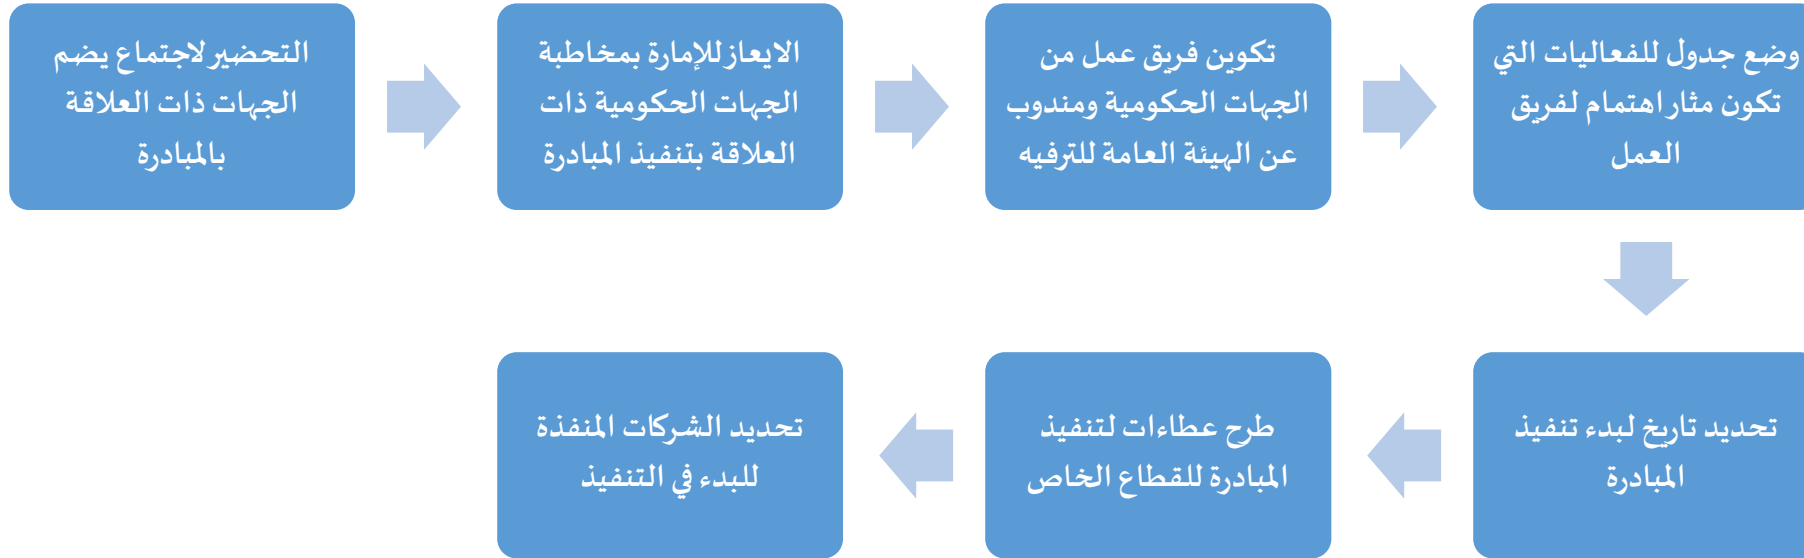 التحضير لاجتماع يضم
الجهات ذات العلاقة
بالمبادرة
الايعاز للإمارة بمخاطبة
الجهات الحكومية ذات
العلاقة بتنفيذ المبادرة
تكوين فريق عمل من
الجهات الحكومية ومندوب
عن الهيئة العامة للترفيه
وضع جدول للفعاليات التي
تكون مثار اهتمام لفريق
العمل
تحديد تاريخ لبدء تنفيذ
المبادرة
طرح عطاءات لتنفيذ
المبادرة للقطاع الخاص
تحديد الشركات المنفذة
للبدء في التنفيذ